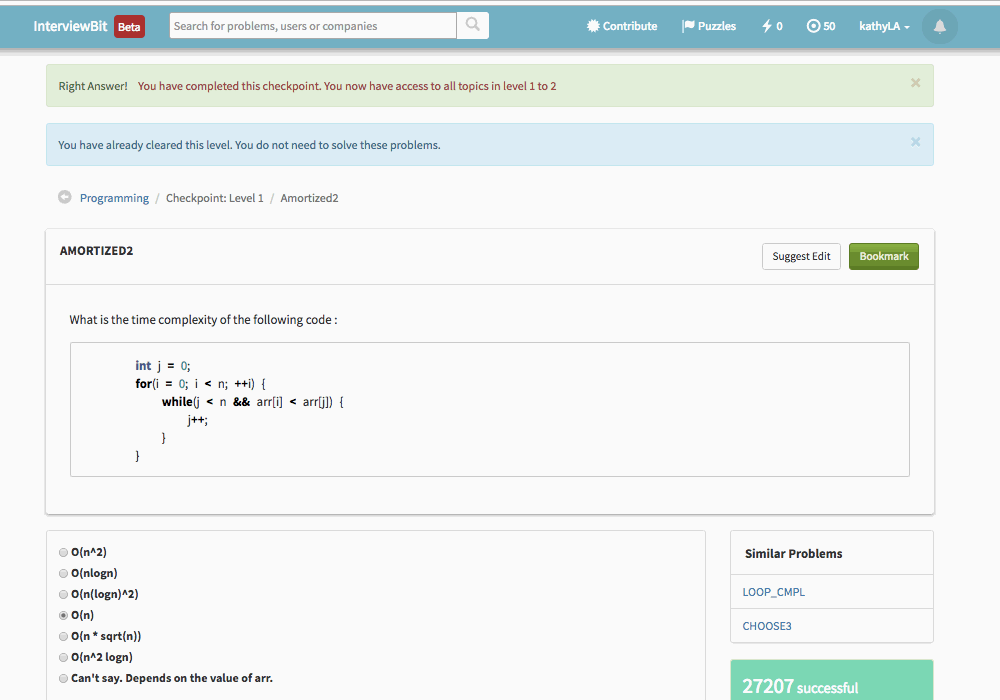 InterviewBit Beta Search for problems, users or companies Contribute Puzzles 0 50 kathyLA
Right Answer! You have completed this checkpoint. You now have access to all topics in level 1 to 2 ×
You have already cleared this level. You do not need to solve these problems. ×
Programming / Checkpoint: Level 1 / Amortized2
AMORTIZED2 Suggest Edit Bookmark
What is the time complexity of the following code :
int j = 0;
for(i = 0; i < n; ++i) {
while(j < n && arr[i] < arr[j]) {
j++;
}
}
O(n^2)
O(nlogn)
O(n(logn)^2)
O(n)
O(n * sqrt(n))
O(n^2 logn)
Can't say. Depends on the value of arr.
Similar Problems
LOOP_CMPL
CHOOSE3
27207 successful